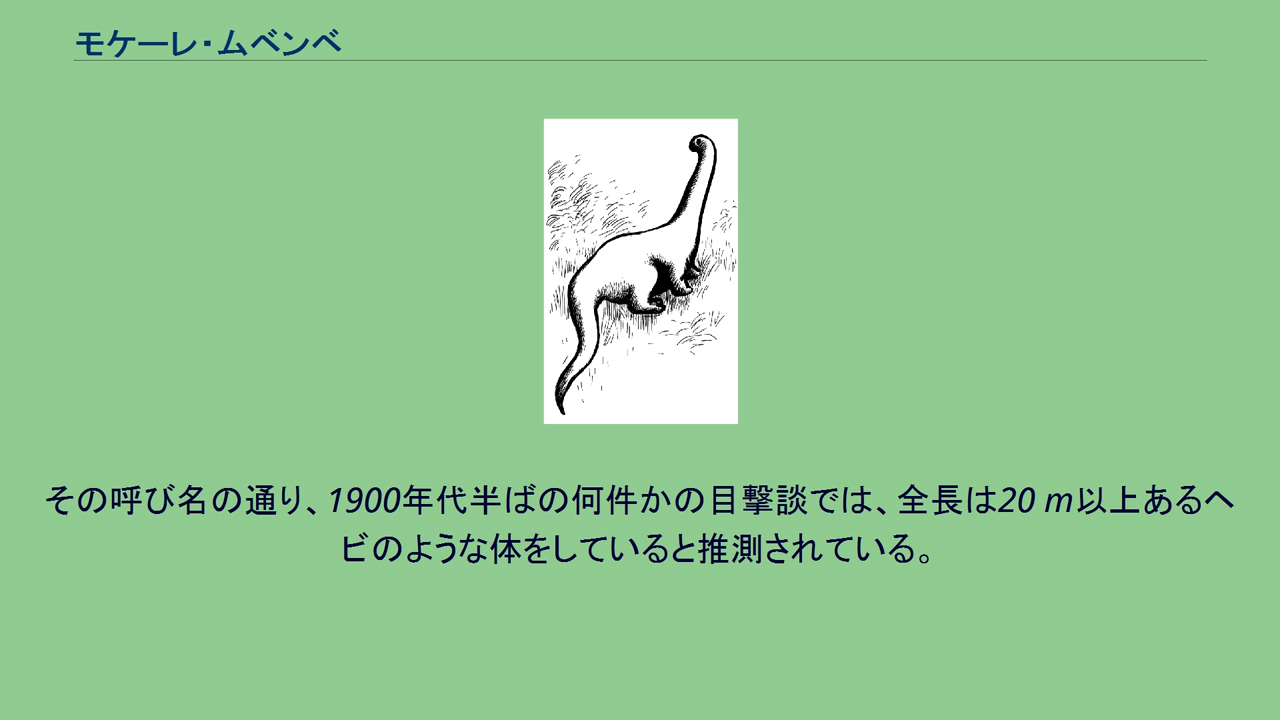 モケーレ・ムベンベ
その呼び名の通り、1900年代半ばの何件かの目撃談では、全長は20 m以上あるヘ
ビのような体をしていると推測されている。